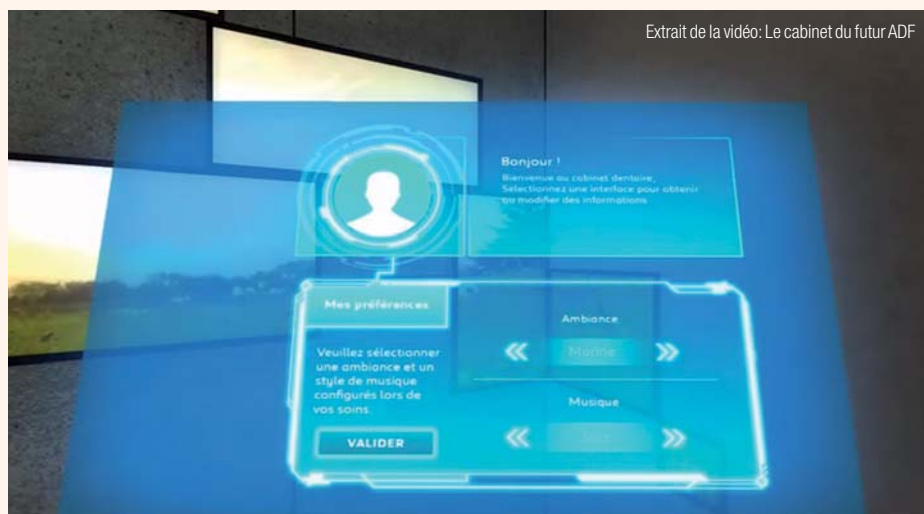 Extrait de la vidéo: Le cabinet du futur ADF
Bonjour !
Bienvenue au cabinet dentaire,
Sélectionnez une interface pour obtenir
ou modifier des informations
Mes préférences
Veuillez sélectionner
une ambiance et un
style de musique
configurés lors de
vos soins.
VALIDER
Ambiance
Marine
Musique
Jazz